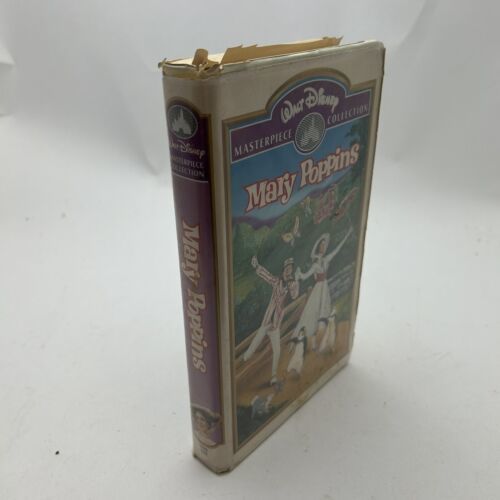 WALT DISNEY
MASTERPIECE
COLLECTION
Mary Poppins
WALT DISNEY
MASTERPIECE COLLECTION
Mary Poppins